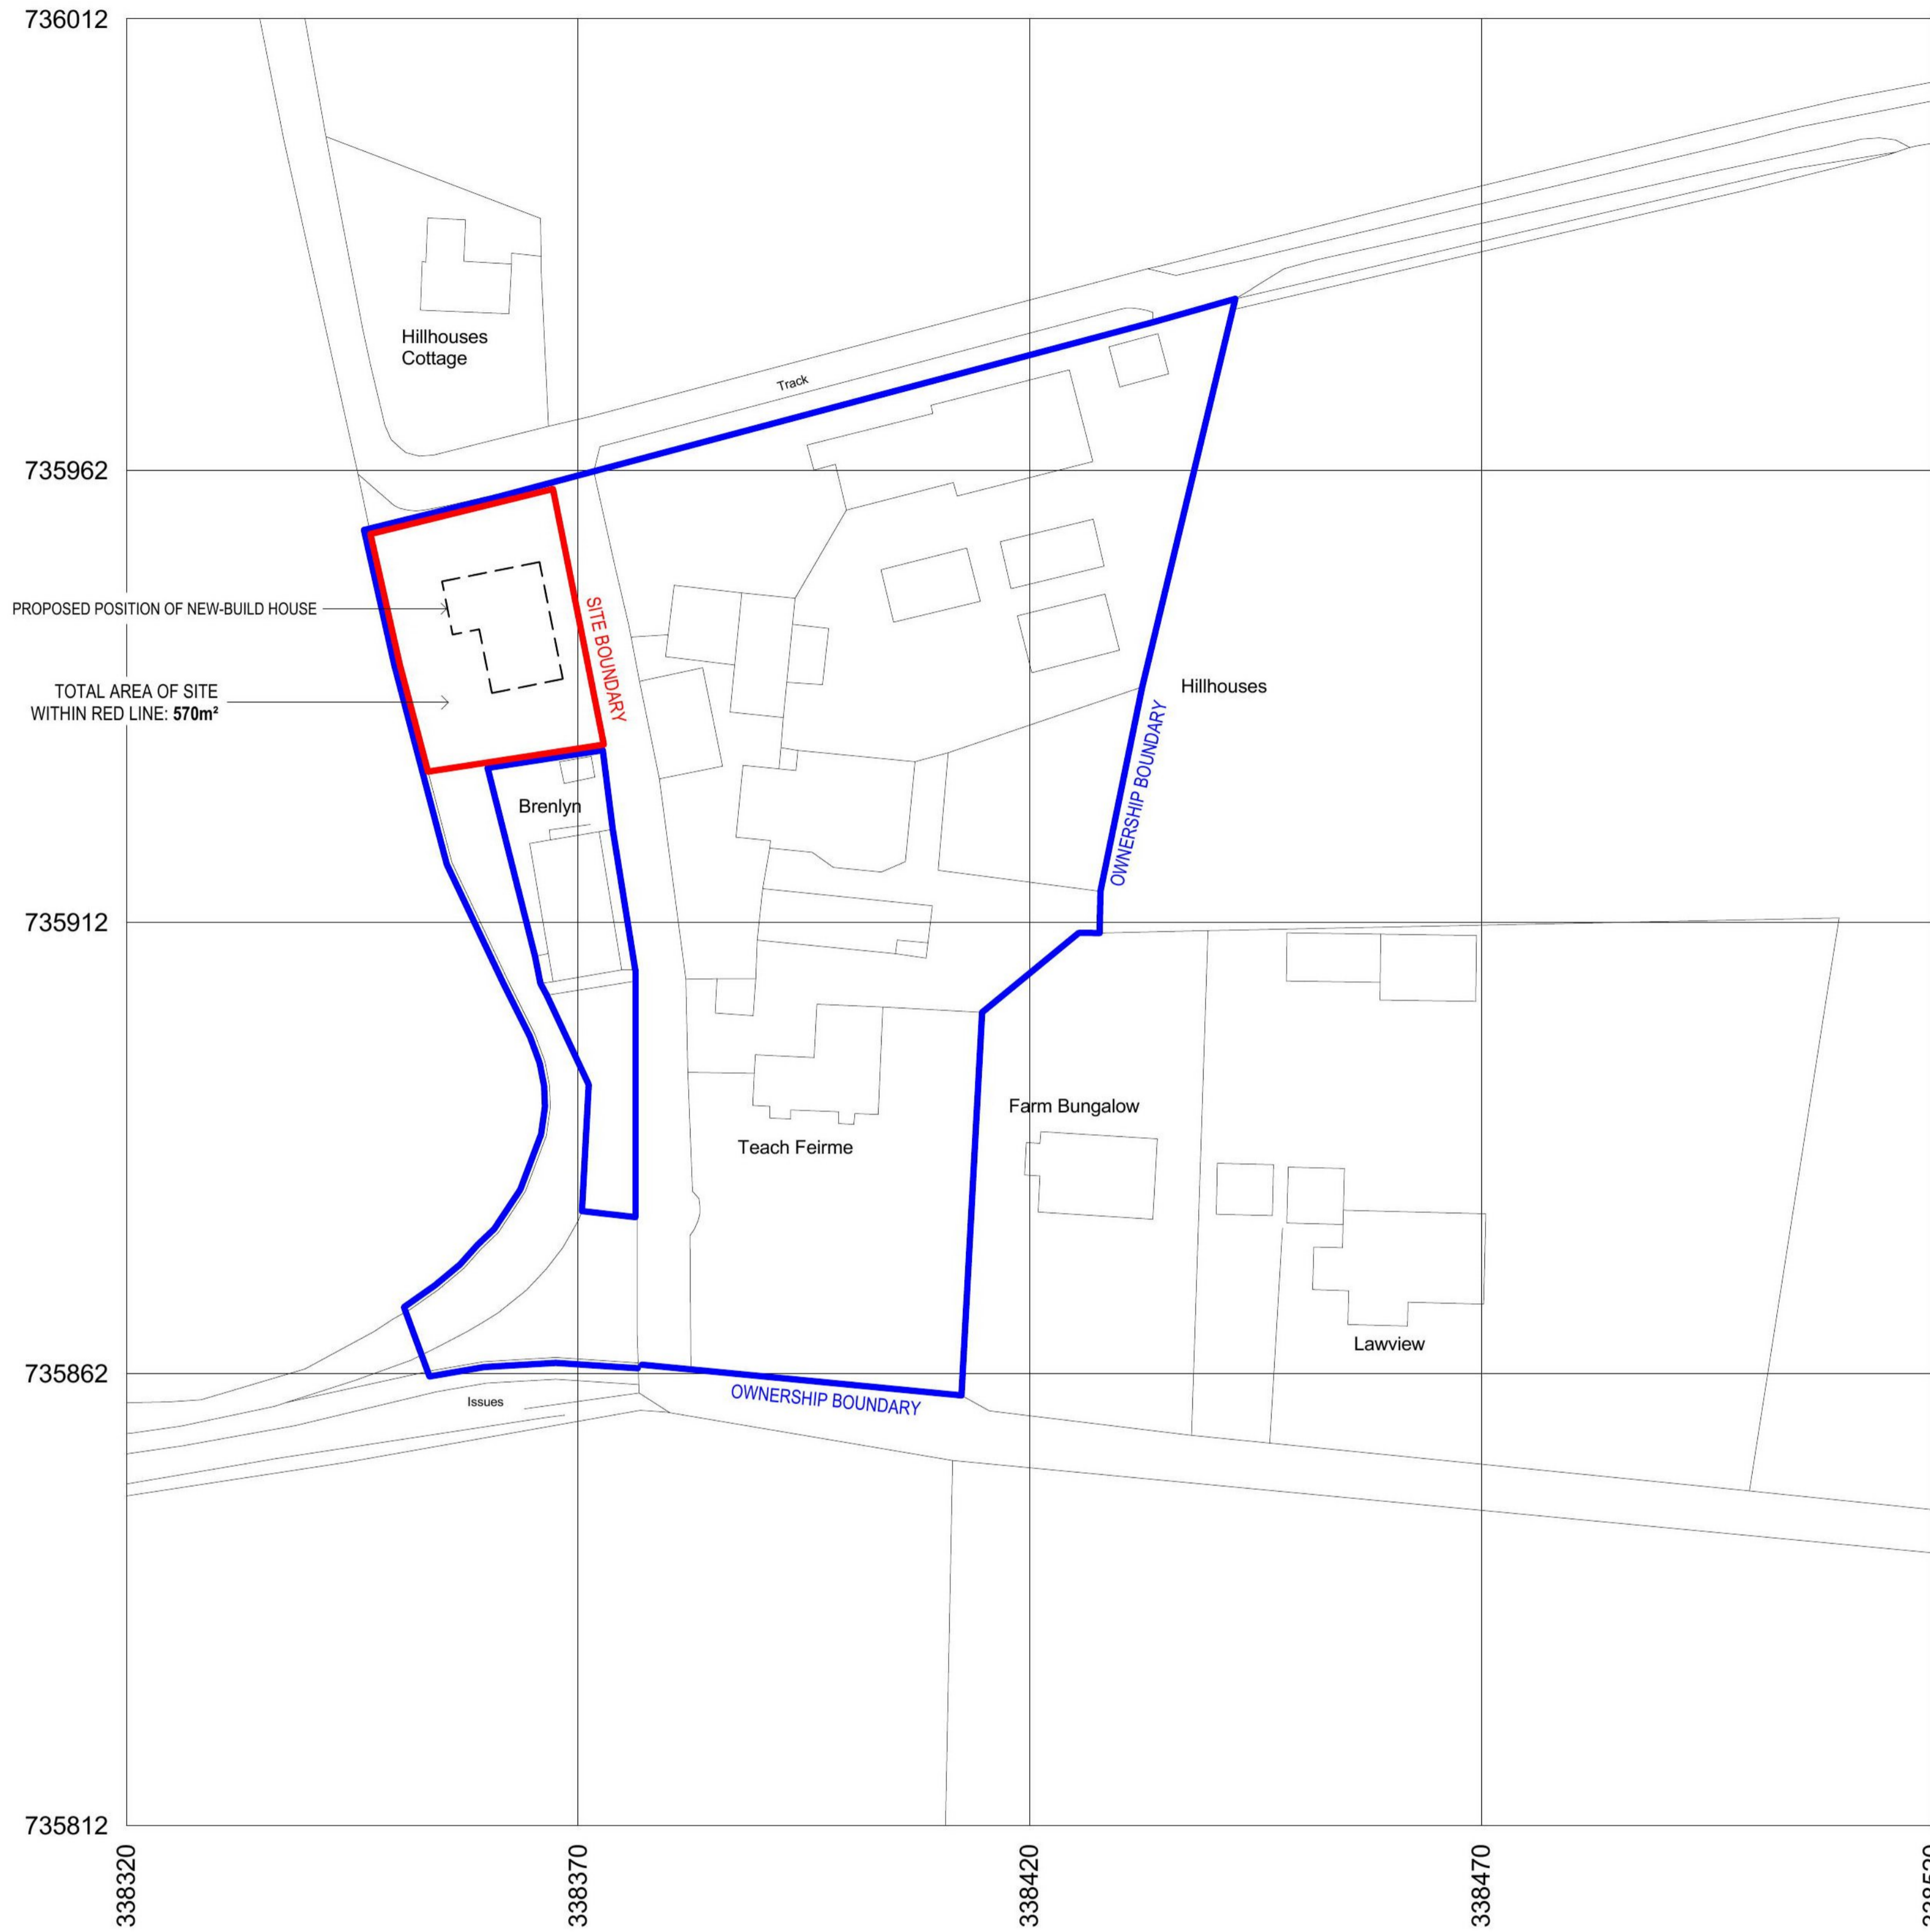 736012
Hillhouses
Cottage
Track
735962
PROPOSED POSITION OF NEW-BUILD HOUSE
SITE BOUNDARY
TOTAL AREA OF SITE
WITHIN RED LINE: 570m²
Hillhouses
OWNERSHIP BOUNDARY
Brenlyn
735912
Farm Bungalow
Teach Feirme
Lawview
735862
OWNERSHIP BOUNDARY
Issues
735812
338320
338370
338420
338470